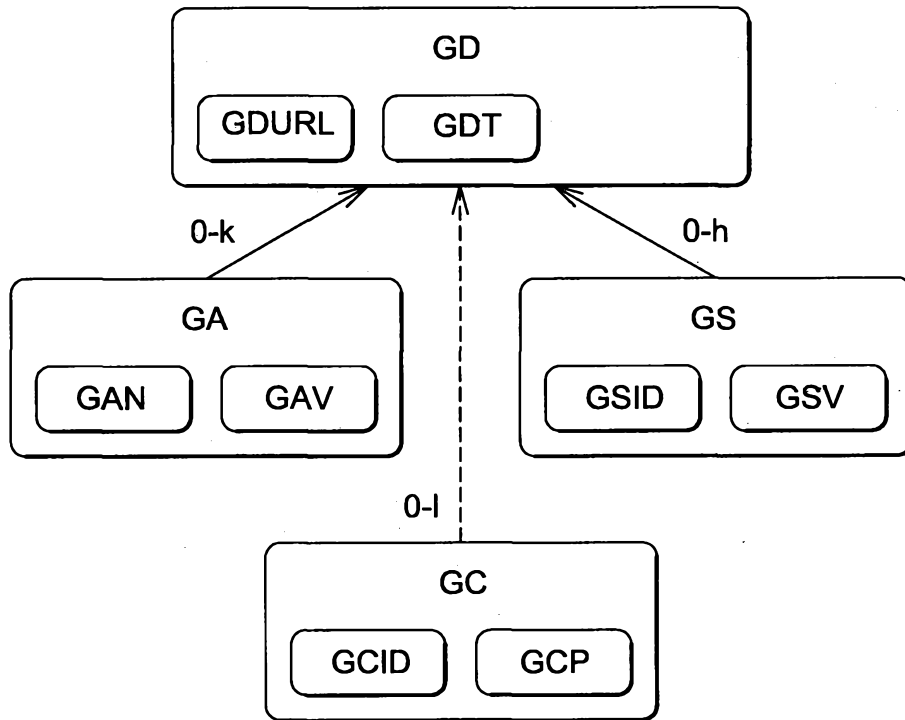 GD
GDURL GDT
0-k 0-h
GA GS
GAN GAV GSID GSV
0-l
GC
GCID GCP